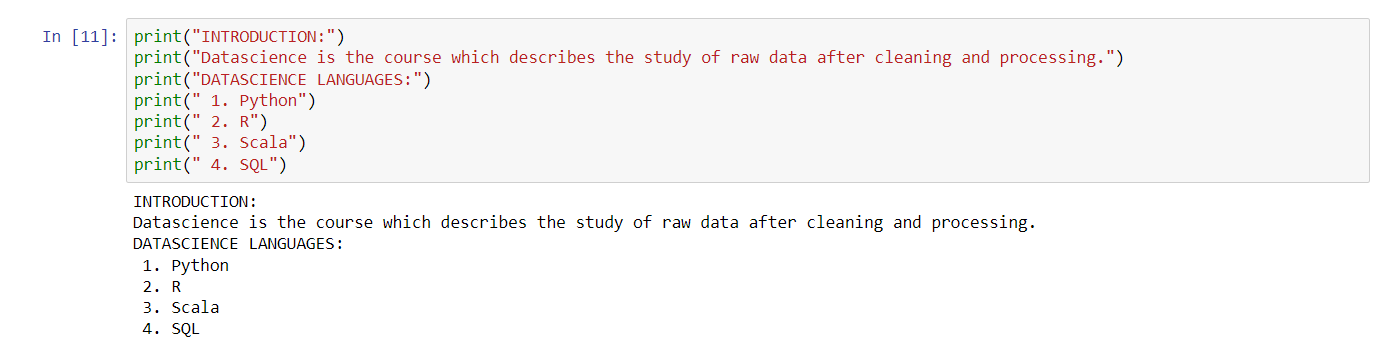 In [11]: print("INTRODUCTION:")
print("Datascience is the course which describes the study of raw data after cleaning and processing.")
print("DATASCIENCE LANGUAGES:")
print(" 1. Python")
print(" 2. R")
print(" 3. Scala")
print(" 4. SQL")
INTRODUCTION:
Datascience is the course which describes the study of raw data after cleaning and processing.
DATASCIENCE LANGUAGES:
 1. Python
 2. R
 3. Scala
 4. SQL